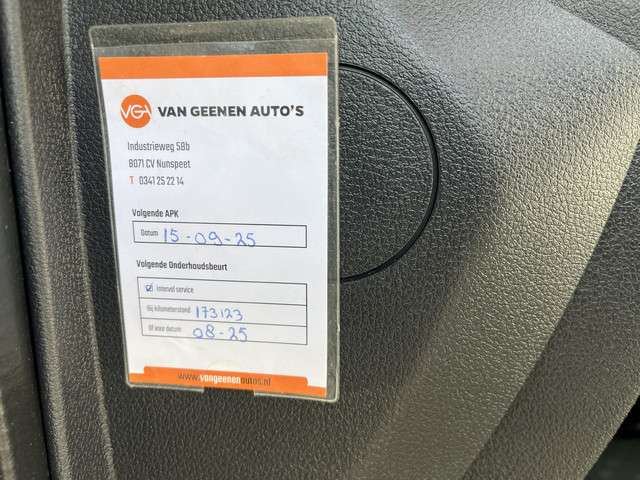 VGA VAN GEENEN AUTO'S
Industrieweg 58b
8071 CV Nunspeet
T 0341 25 22 14
Volgende APK
Datum 15-09-25
Volgende Onderhoudsbeurt
Interval service
Bij kilometerstand 173123
Of voor datum 08-25
www.vangeenenautos.nl